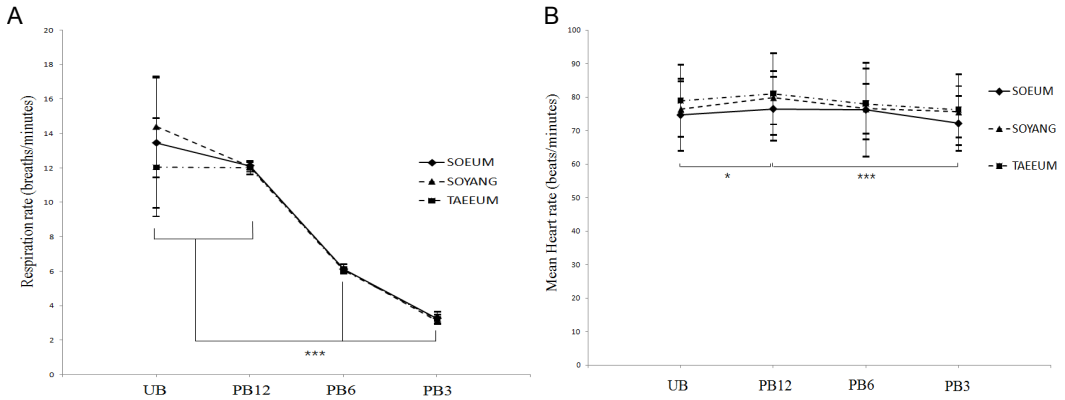 A
Respiration rate (breaths/minutes)
20
18
16
14
12
10
8
6
4
2
0
UB
PB12
PB6
PB3
***
SOEUM
SOYANG
TAEEUM
B
Mean Heart rate (beats/minutes)
100
90
80
70
60
50
40
30
20
10
0
UB
PB12
PB6
PB3
*
***
SOEUM
SOYANG
TAEEUM